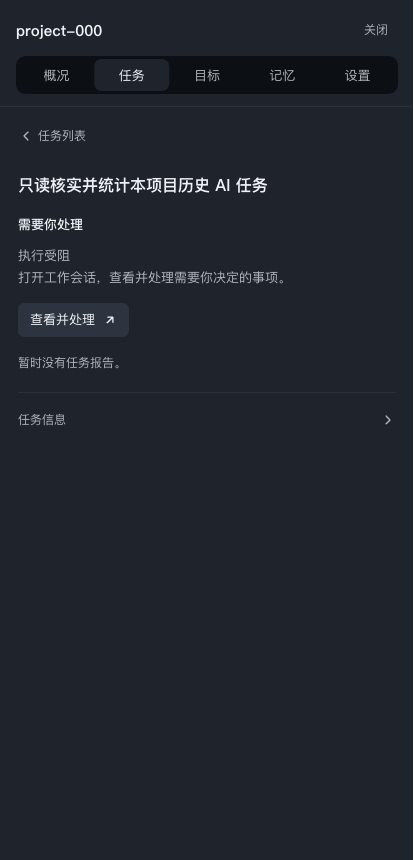 project-000
关闭
概况
任务
目标
记忆
设置
任务列表
只读核实并统计本项目历史 AI 任务
需要你处理
执行受阻
打开工作会话，查看并处理需要你决定的事项。
查看并处理
暂时没有任务报告。
任务信息